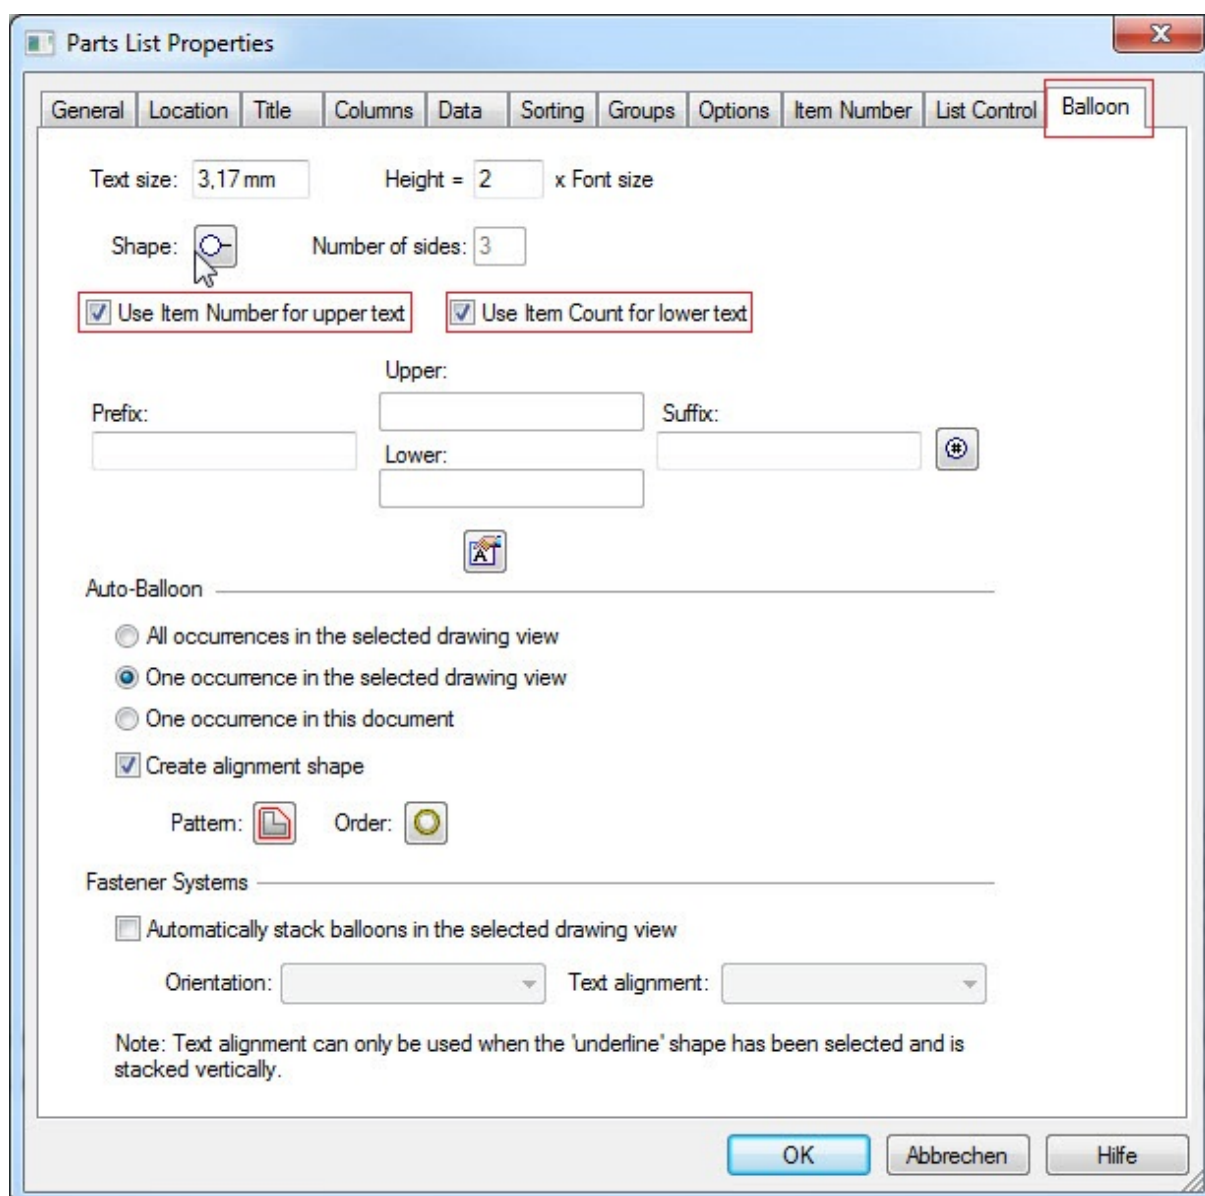 Parts List Properties
General Location Title Columns Data Sorting Groups Options Item Number List Control Balloon
Text size: 3,17 mm Height = 2 x Font size
Shape: Number of sides: 3
Use Item Number for upper text Use Item Count for lower text
Upper:
Prefix: Suffix:
Lower:
Auto-Balloon
All occurrences in the selected drawing view
One occurrence in the selected drawing view
One occurrence in this document
Create alignment shape
Pattern: Order:
Fastener Systems
Automatically stack balloons in the selected drawing view
Orientation: Text alignment:
Note: Text alignment can only be used when the 'underline' shape has been selected and is
stacked vertically.
OK Abbrechen Hilfe